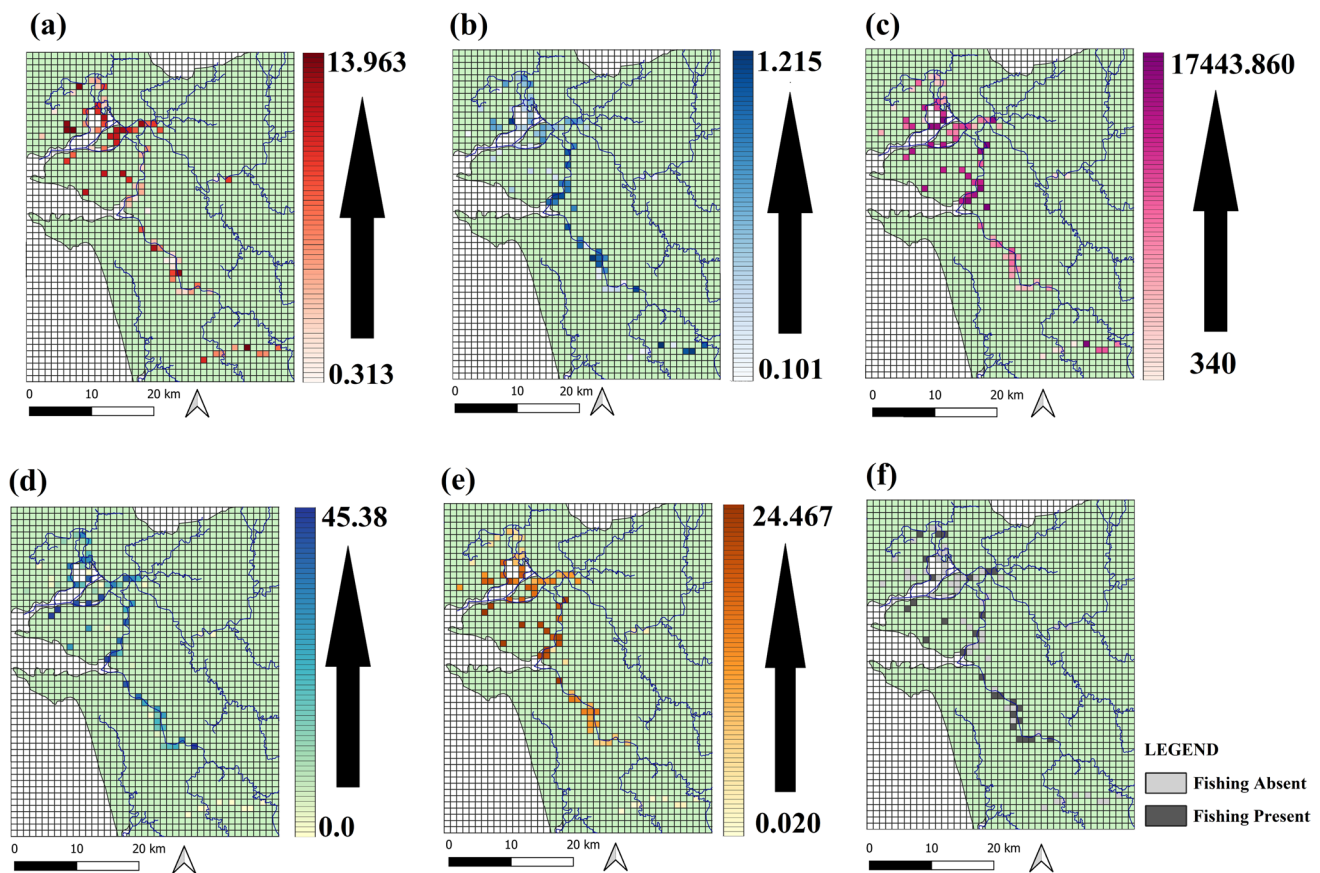 (a)
13.963
0.313
0 10 20 km
(b)
1.215
0.101
0 10 20 km
(c)
17443.860
340
0 10 20 km
(d)
45.38
0.0
0 10 20 km
(e)
24.467
0.020
0 10 20 km
(f)
LEGEND
Fishing Absent
Fishing Present
0 10 20 km